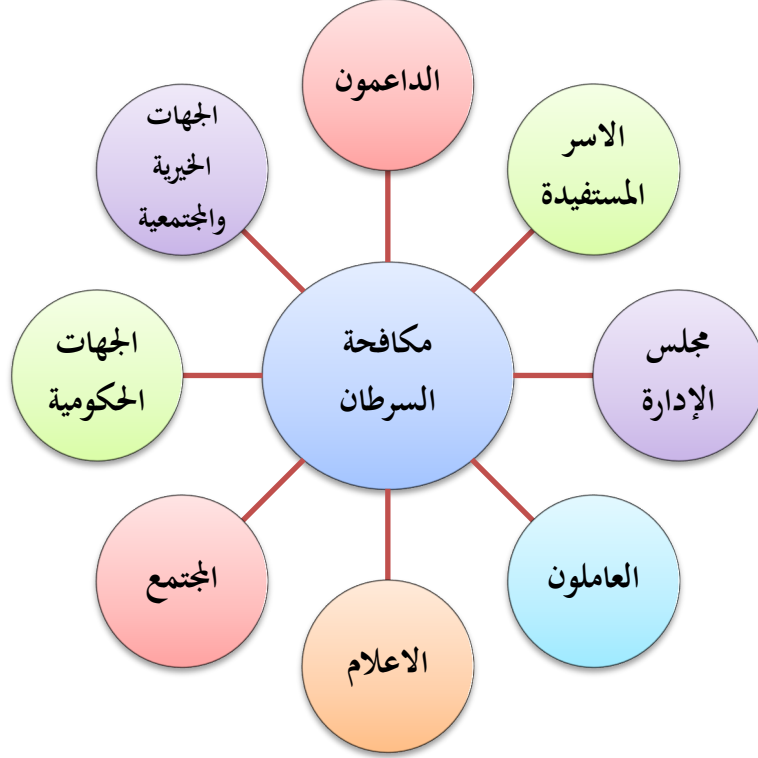 الداعمون
الاسر
المستفيدة
مجلس
الإدارة
العاملون
الاعلام
المجتمع
الجهات
الحكومية
الجهات
الخيرية
والمجتمعية
مكافحة
السرطان